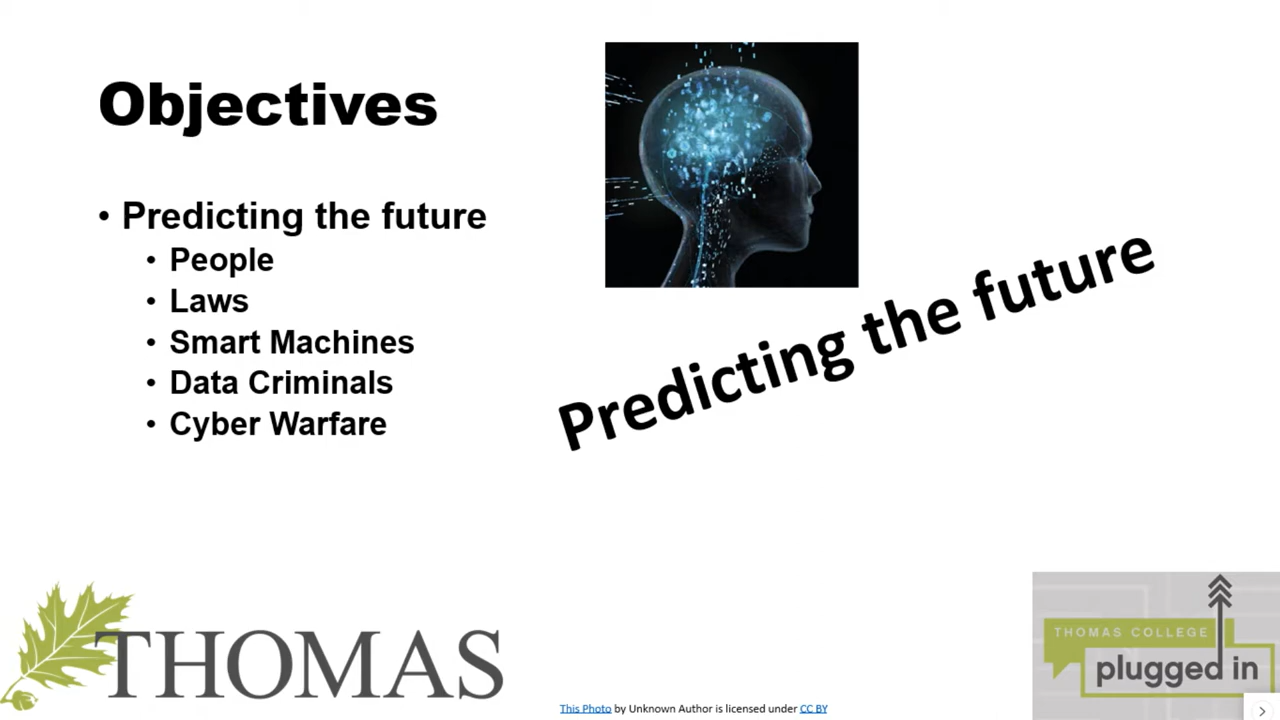 Objectives
• Predicting the future
• People
• Laws
• Smart Machines
• Data Criminals
• Cyber Warfare
Predicting the future
THOMAS
THOMAS COLLEGE
plugged in
This Photo by Unknown Author is licensed under CC BY